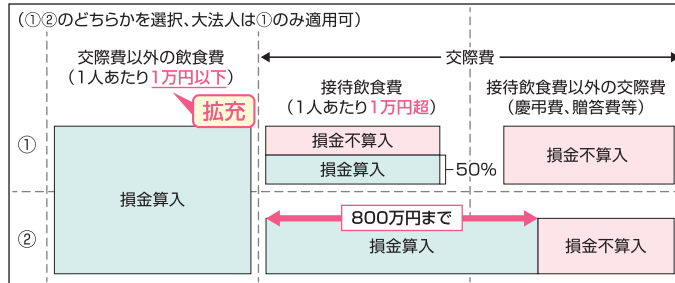 (①②のどちらかを選択、大法人は①のみ適用可)
交際費以外の飲食費
(1人あたり1万円以下)
拡充
交際費
接待飲食費
(1人あたり1万円超)
接待飲食費以外の交際費
(慶弔費、贈答費等)
①
損金算入
損金不算入
損金算入
50%
損金不算入
②
800万円まで
損金算入
損金不算入